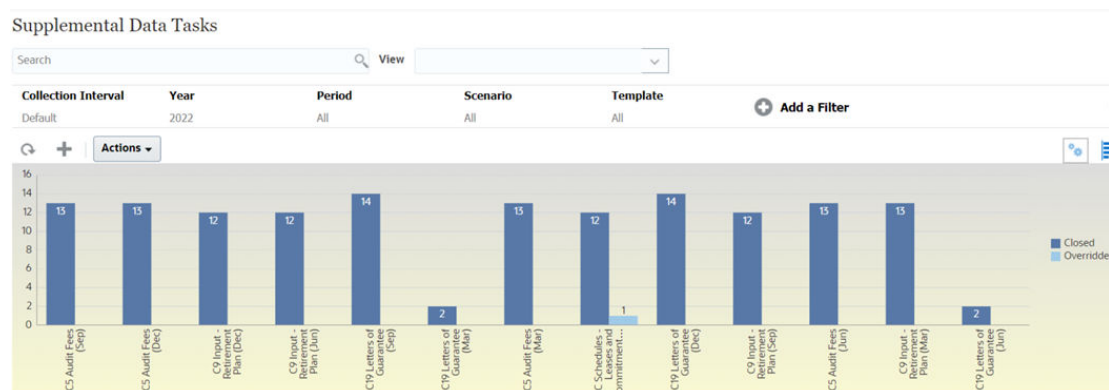 Supplemental Data Tasks
Search View
Collection Interval Year Period Scenario Template
Add a Filter
Default 2022 All All All
Actions
16
14
12
10
8
6
4
2
0
13 13 12 12 14 2 13 12 1 14 12 13 13 2
Closed
Overridde
C5 Audit Fees
(Sep)
C5 Audit Fees
(Dec)
C9 Input -
Retirement
Plan (Dec)
C9 Input -
Retirement
Plan (Jun)
C19 Letters of
Guarantee
(Sep)
C19 Letters of
Guarantee
(Mar)
C5 Audit Fees
(Mar)
C Schedules -
Leases and
ommitment...
C19 Letters of
Guarantee
(Dec)
C9 Input -
Retirement
Plan (Sep)
C5 Audit Fees
(Jun)
C9 Input -
Retirement
Plan (Mar)
C19 Letters of
Guarantee
(Jun)